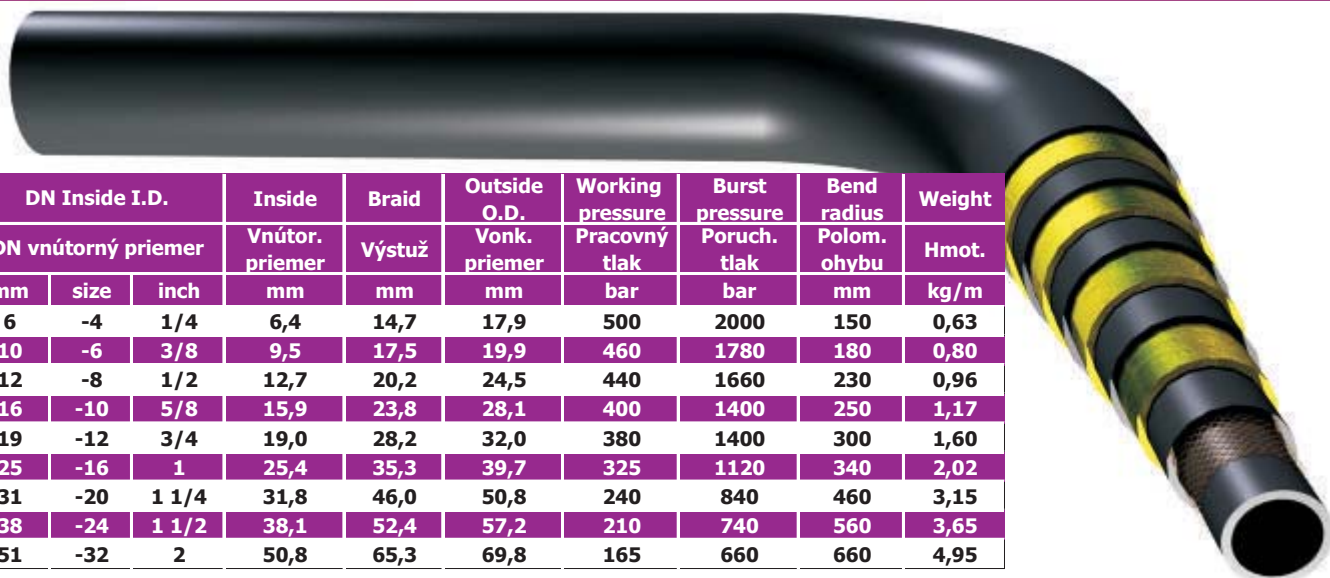 DN Inside I.D. Inside Braid Outside O.D. Working pressure Burst pressure Bend radius Weight
DN vnútorný priemer Vnútor. priemer Výstuž Vonk. priemer Pracovný tlak Poruch. tlak Polom. ohybu Hmot.
mm size inch mm mm mm bar bar mm kg/m
6 -4 1/4 6,4 14,7 17,9 500 2000 150 0,63
10 -6 3/8 9,5 17,5 19,9 460 1780 180 0,80
12 -8 1/2 12,7 20,2 24,5 440 1660 230 0,96
16 -10 5/8 15,9 23,8 28,1 400 1400 250 1,17
19 -12 3/4 19,0 28,2 32,0 380 1400 300 1,60
25 -16 1 25,4 35,3 39,7 325 1120 340 2,02
31 -20 1 1/4 31,8 46,0 50,8 240 840 460 3,15
38 -24 1 1/2 38,1 52,4 57,2 210 740 560 3,65
51 -32 2 50,8 65,3 69,8 165 660 660 4,95